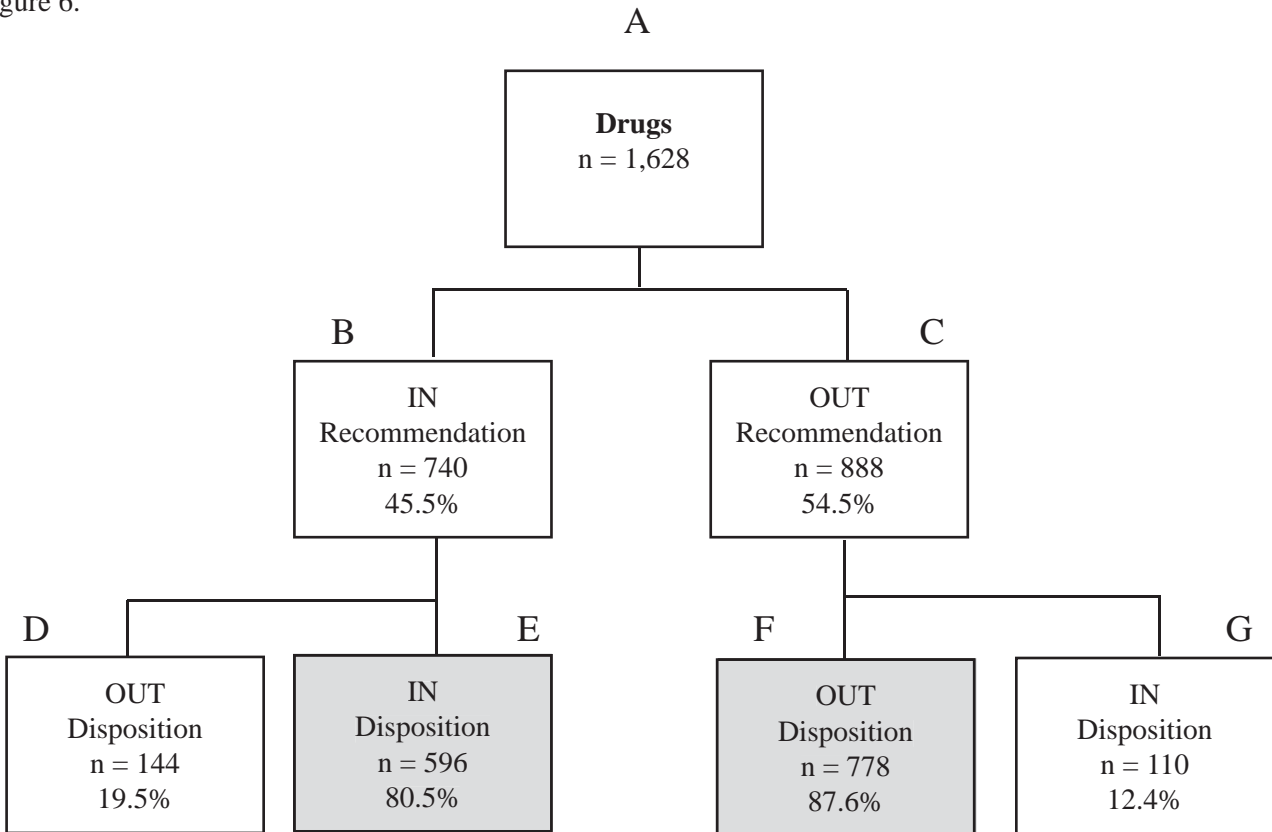 gure 6.
A
Drugs
n = 1,628
B
C
IN
Recommendation
n = 740
45.5%
OUT
Recommendation
n = 888
54.5%
D
E
F
G
OUT
Disposition
n = 144
19.5%
IN
Disposition
n = 596
80.5%
OUT
Disposition
n = 778
87.6%
IN
Disposition
n = 110
12.4%